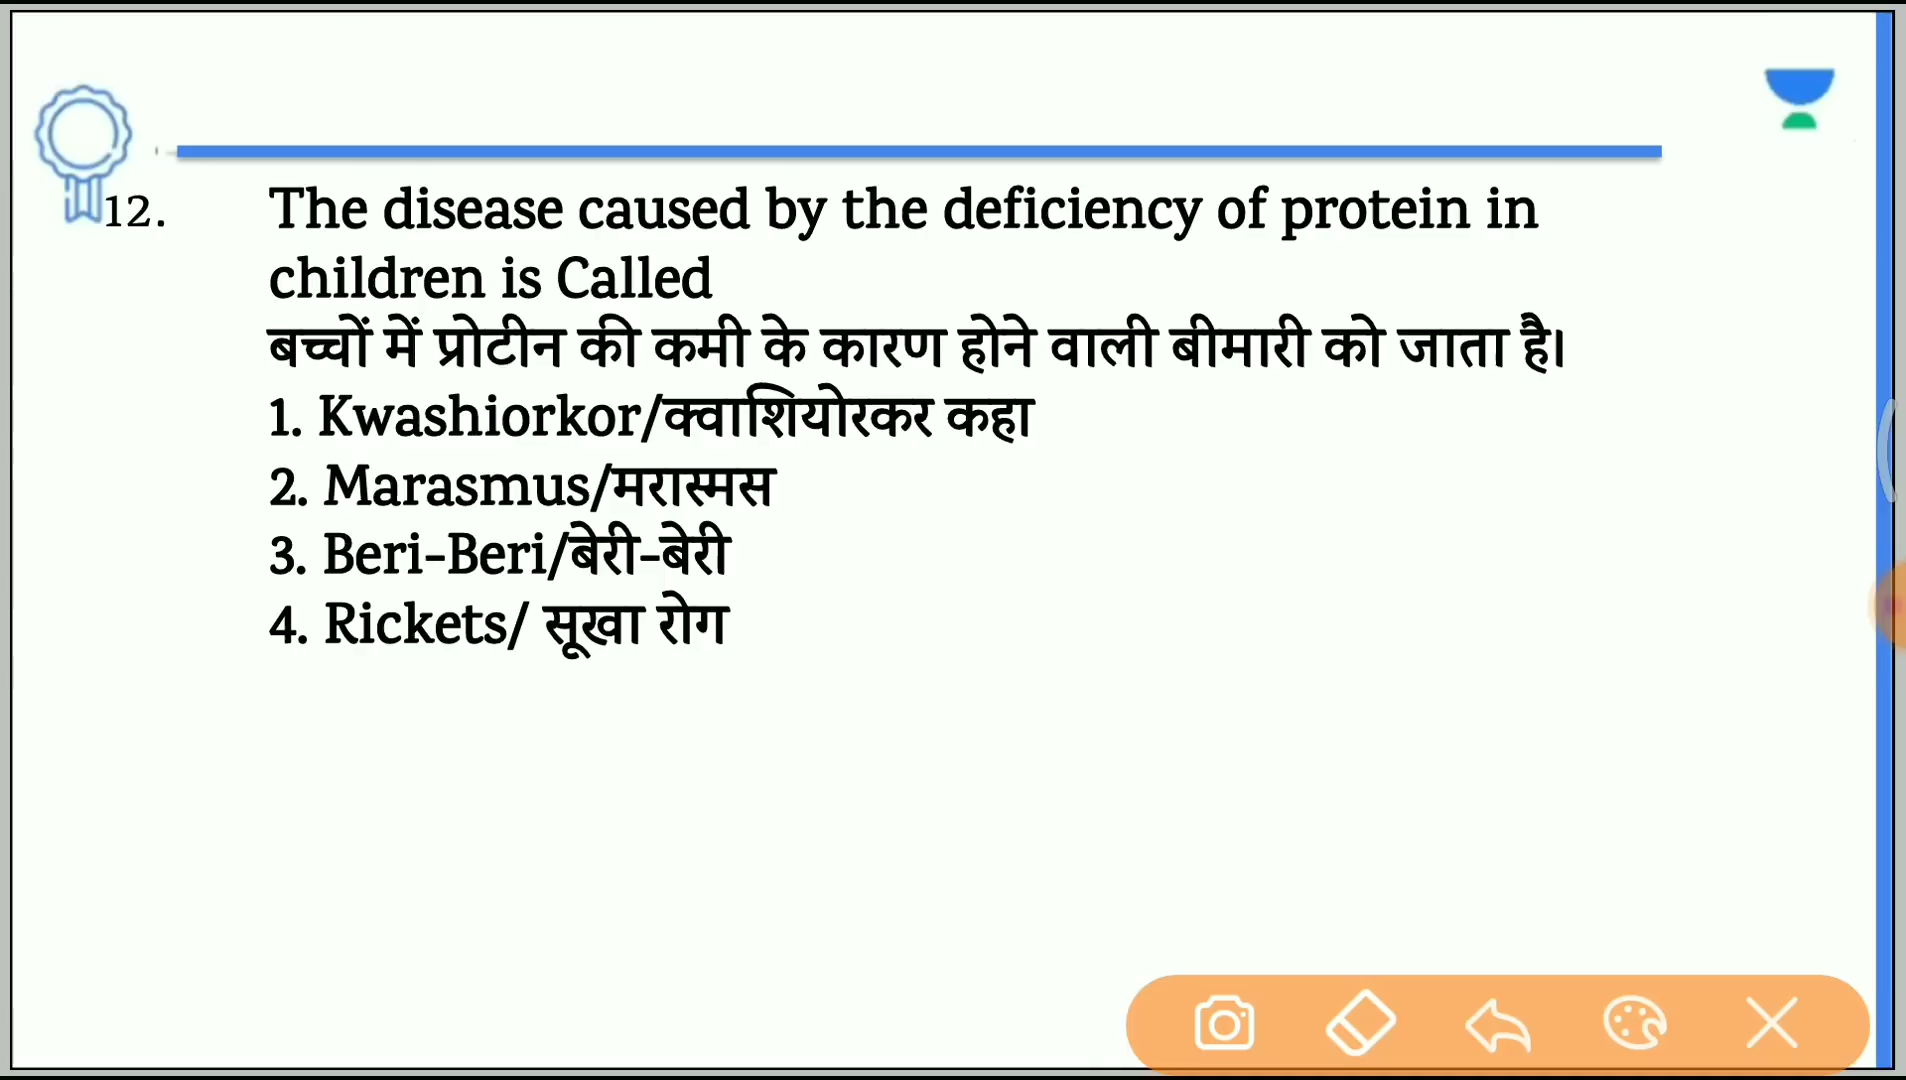 12. The disease caused by the deficiency of protein in
children is Called
बच्चों में प्रोटीन की कमी के कारण होने वाली बीमारी को जाता है।
1. Kwashiorkor/क्वाशियोरकर कहा
2. Marasmus/मरास्मस
3. Beri-Beri/बेरी-बेरी
4. Rickets/ सूखा रोग